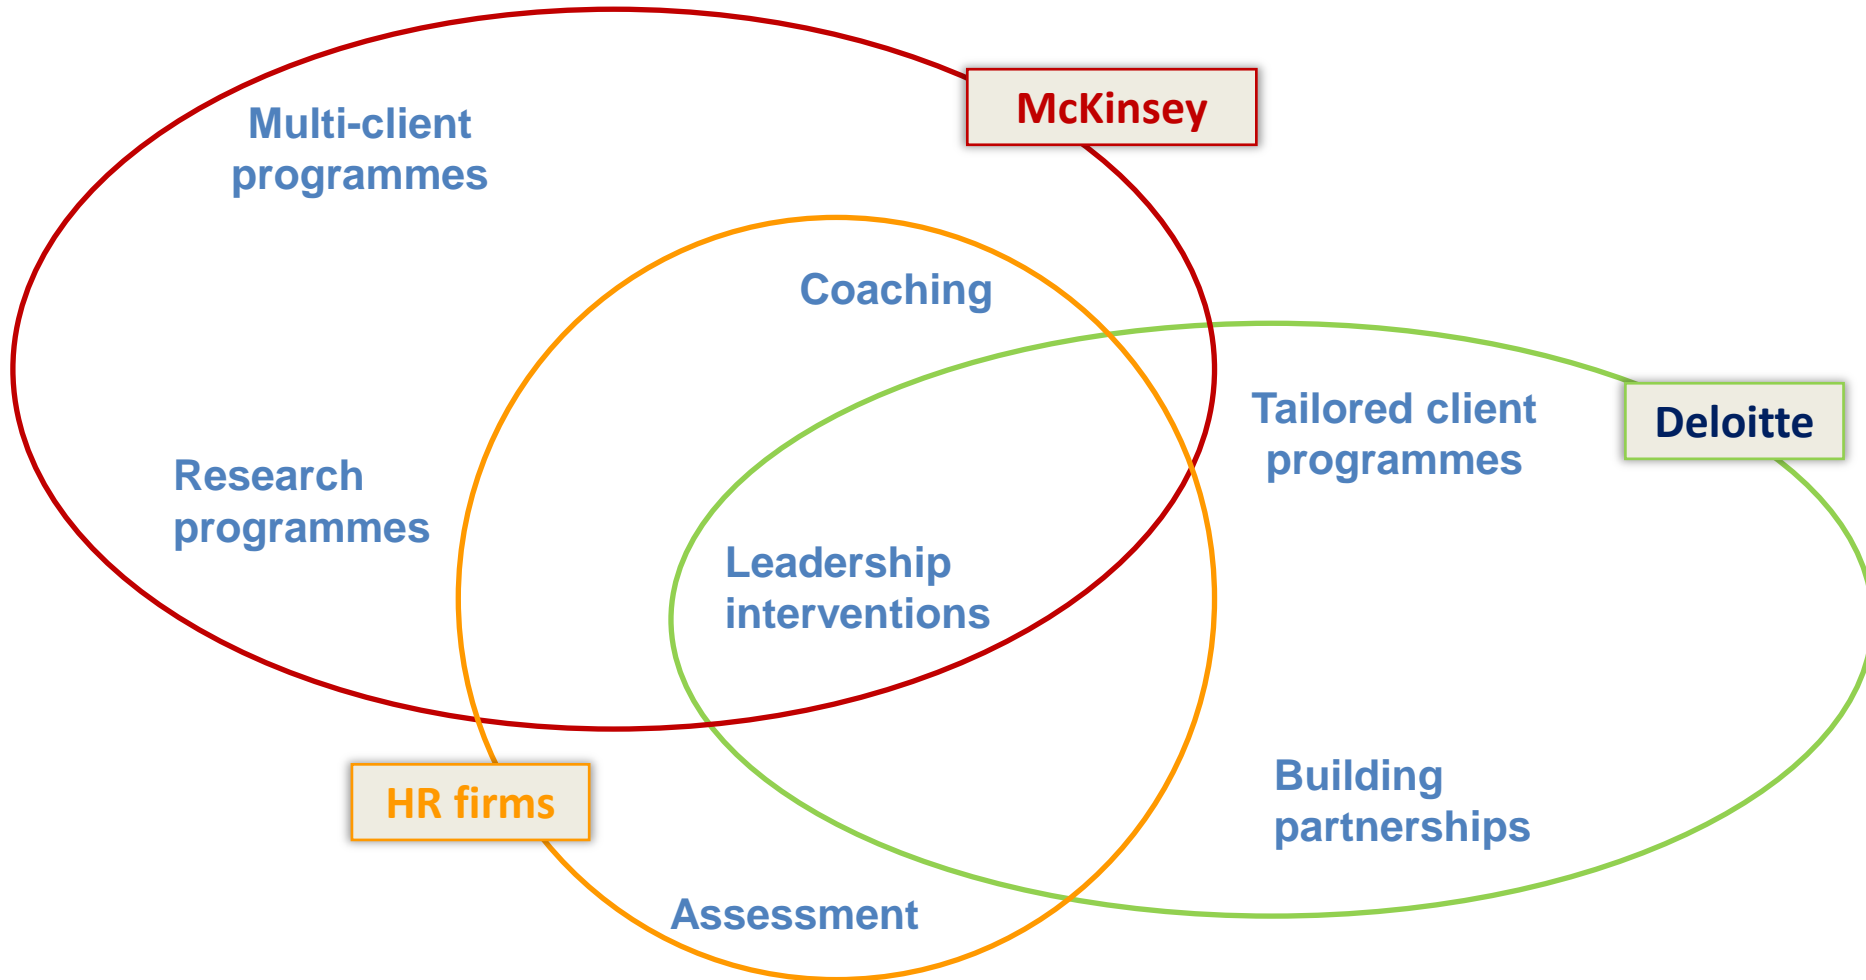 Multi-client
programmes
McKinsey
Coaching
Tailored client
programmes
Deloitte
Research
programmes
Leadership
interventions
HR firms
Building
partnerships
Assessment